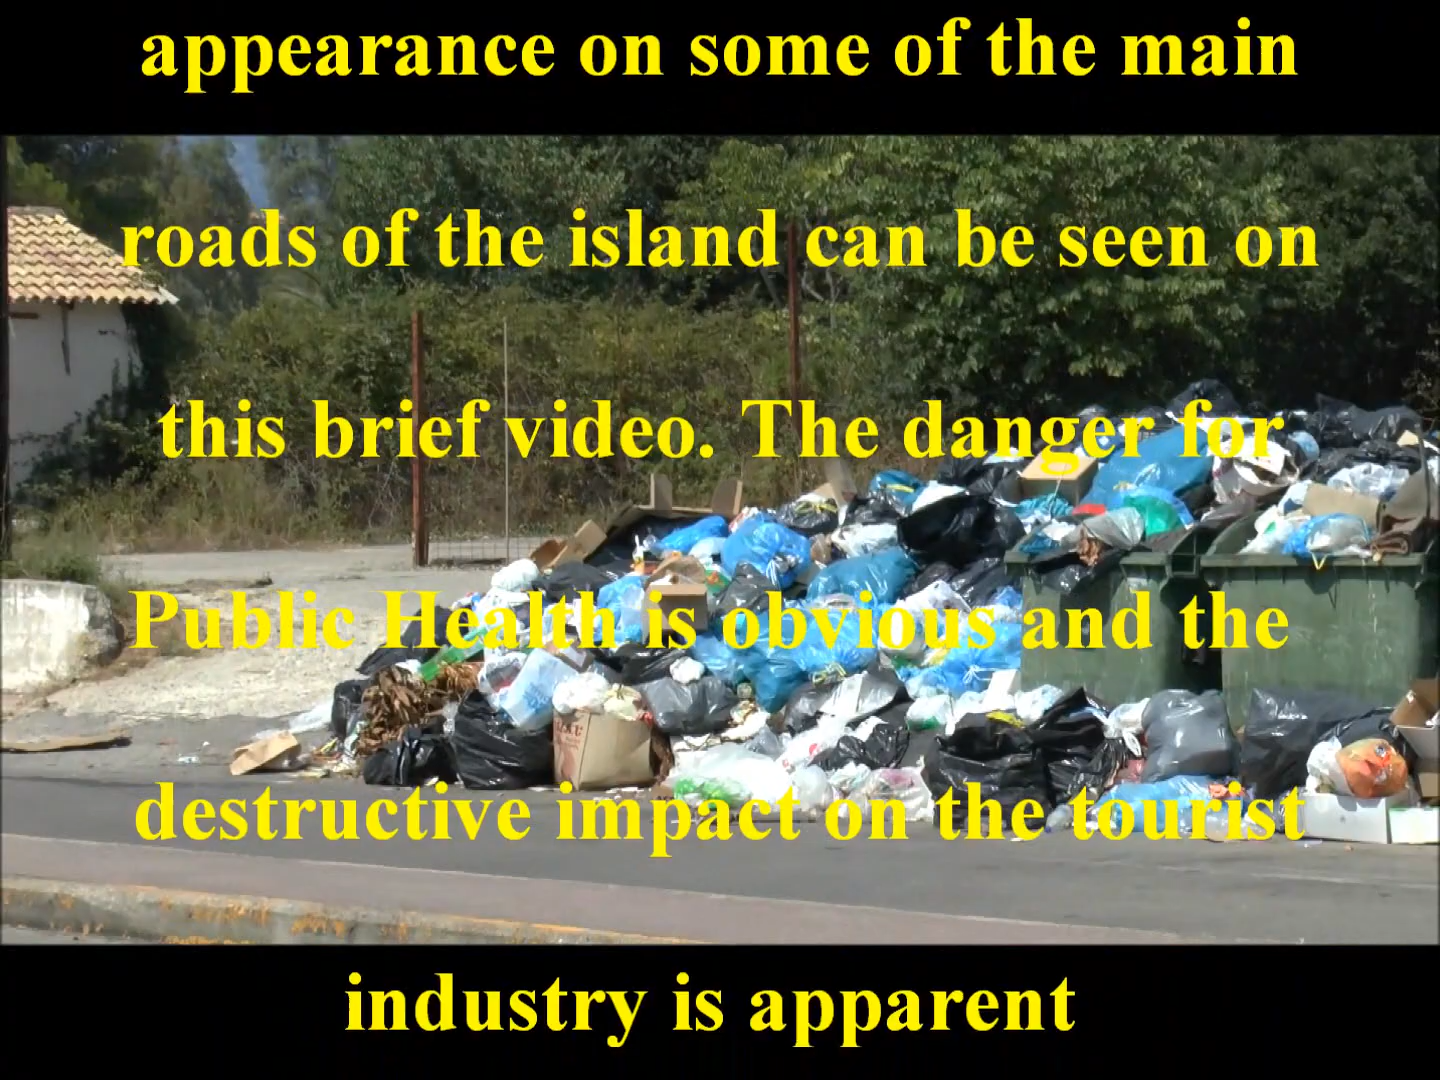 appearance on some of the main
roads of the island can be seen on
this brief video. The danger for
Public Health is obvious and the
destructive impact on the tourist
industry is apparent